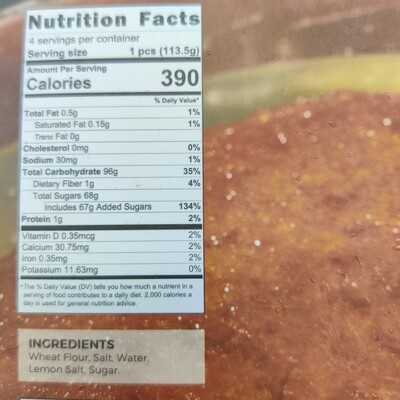 Nutrition Facts
4 servings per container
Serving size 1 pcs (113.5g)
Amount Per Serving
Calories 390
% Daily Value*
Total Fat 0.5g 1%
Saturated Fat 0.15g 1%
Trans Fat 0g
Cholesterol 0mg 0%
Sodium 30mg 1%
Total Carbohydrate 96g 35%
Dietary Fiber 1g 4%
Total Sugars 68g
Includes 67g Added Sugars 134%
Protein 1g 2%
Vitamin D 0.35mcg 2%
Calcium 30.75mg 2%
Iron 0.35mg 2%
Potassium 11,63mg 0%
*The % Daily Value (DV) tells you how much a nutrient in a
serving of food contributes to a daily diet. 2,000 calories a
day is used for general nutrition advice.
INGREDIENTS
Wheat Flour, Salt, Water,
Lemon Salt, Sugar.